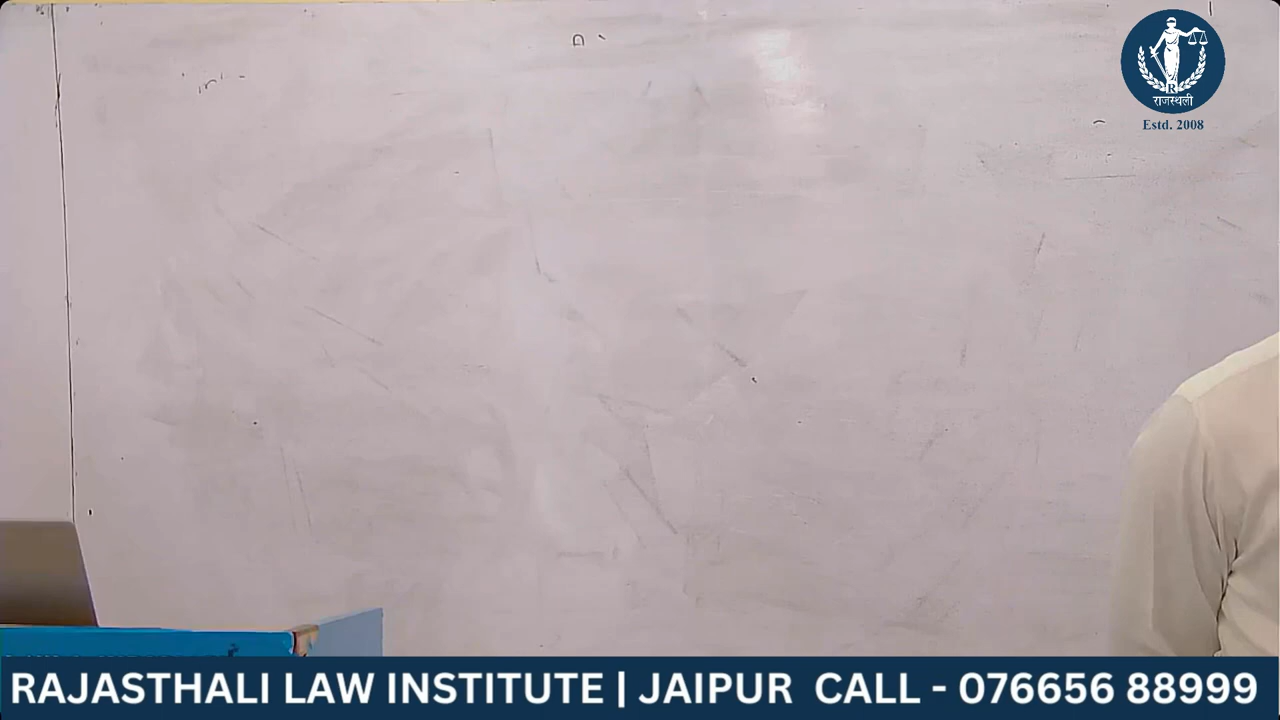 राजस्थली
Estd. 2008
RAJASTHALI LAW INSTITUTE | JAIPUR CALL - 076656 88999